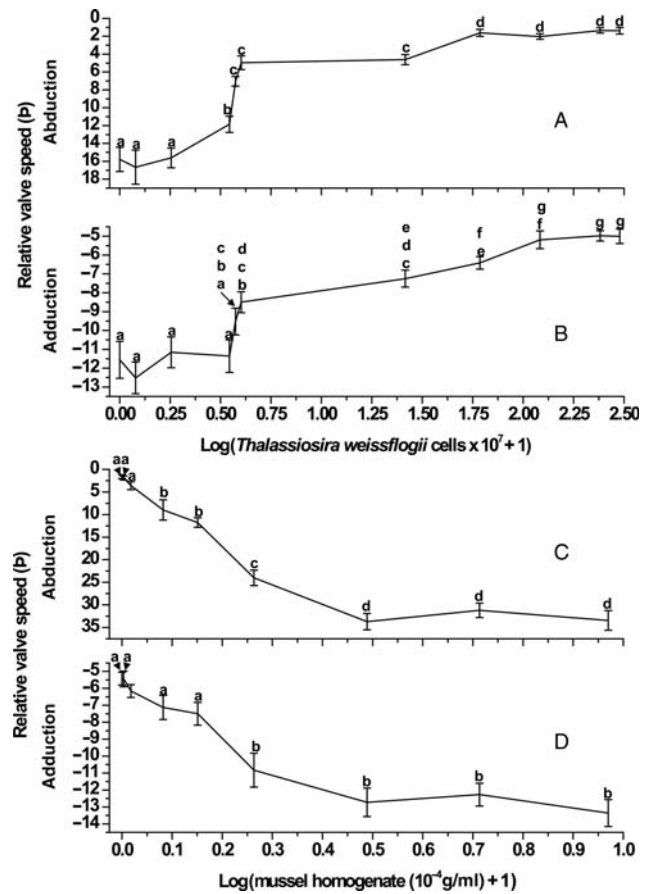 Relative valve speed (Þ)
Abduction
0
2
4
6
8
10
12
14
16
18
a a a b c c c d d d d
A
Adduction
−5
−6
−7
−8
−9
−10
−11
−12
−13
a a a a
c
b
a
d
c
b
e
d
c
f
e
g
f
g g
B
0.00 0.25 0.50 0.75 1.00 1.25 1.50 1.75 2.00 2.25 2.50
Log(Thalassiosira weissflogii cells x 10⁷ + 1)
Relative valve speed (Þ)
Abduction
0
5
10
15
20
25
30
35
aa a b b c d d d
C
Adduction
−5
−6
−7
−8
−9
−10
−11
−12
−13
−14
a a a a b b b b
D
0.0 0.1 0.2 0.3 0.4 0.5 0.6 0.7 0.8 0.9 1.0
Log(mussel homogenate (10⁻⁴g/ml) + 1)